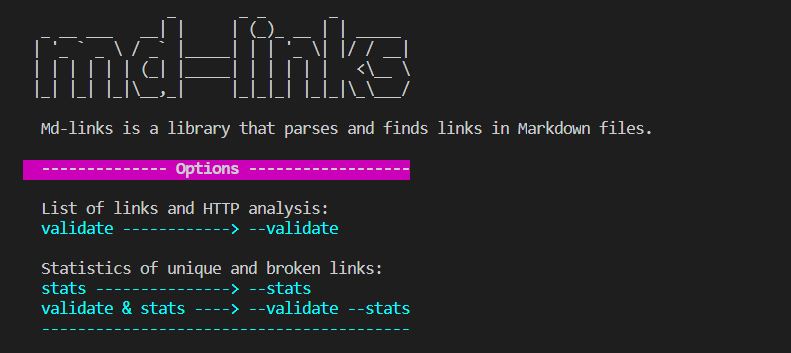 md-links
Md-links is a library that parses and finds links in Markdown files.
-------------- Options ------------------
List of links and HTTP analysis:
validate ------------> --validate
Statistics of unique and broken links:
stats ---------------> --stats
validate & stats ----> --validate --stats
-----------------------------------------